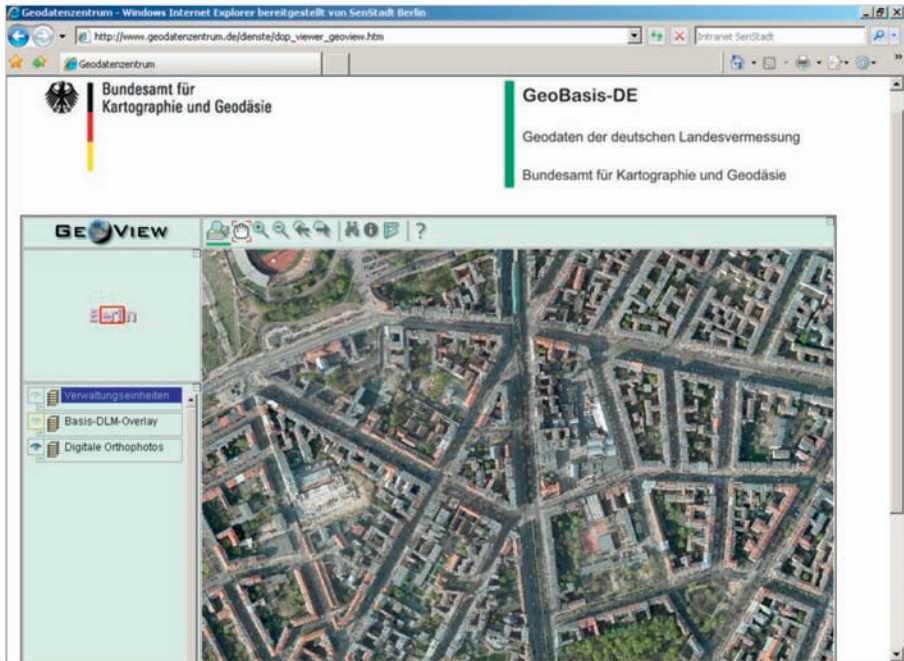 Geodatenzentrum - Windows Internet Explorer bereitgestellt von SenStadt Berlin
http://www.geodatenzentrum.de/dienste/dop_viewer_geoview.htm
Intranet SenStadt
Geodatenzentrum
Bundesamt für
Kartographie und Geodäsie
GeoBasis-DE
Geodaten der deutschen Landesvermessung
Bundesamt für Kartographie und Geodäsie
GEOVIEW
?
Berlin
Verwaltungseinheiten
Basis-DLM-Overlay
Digitale Orthophotos